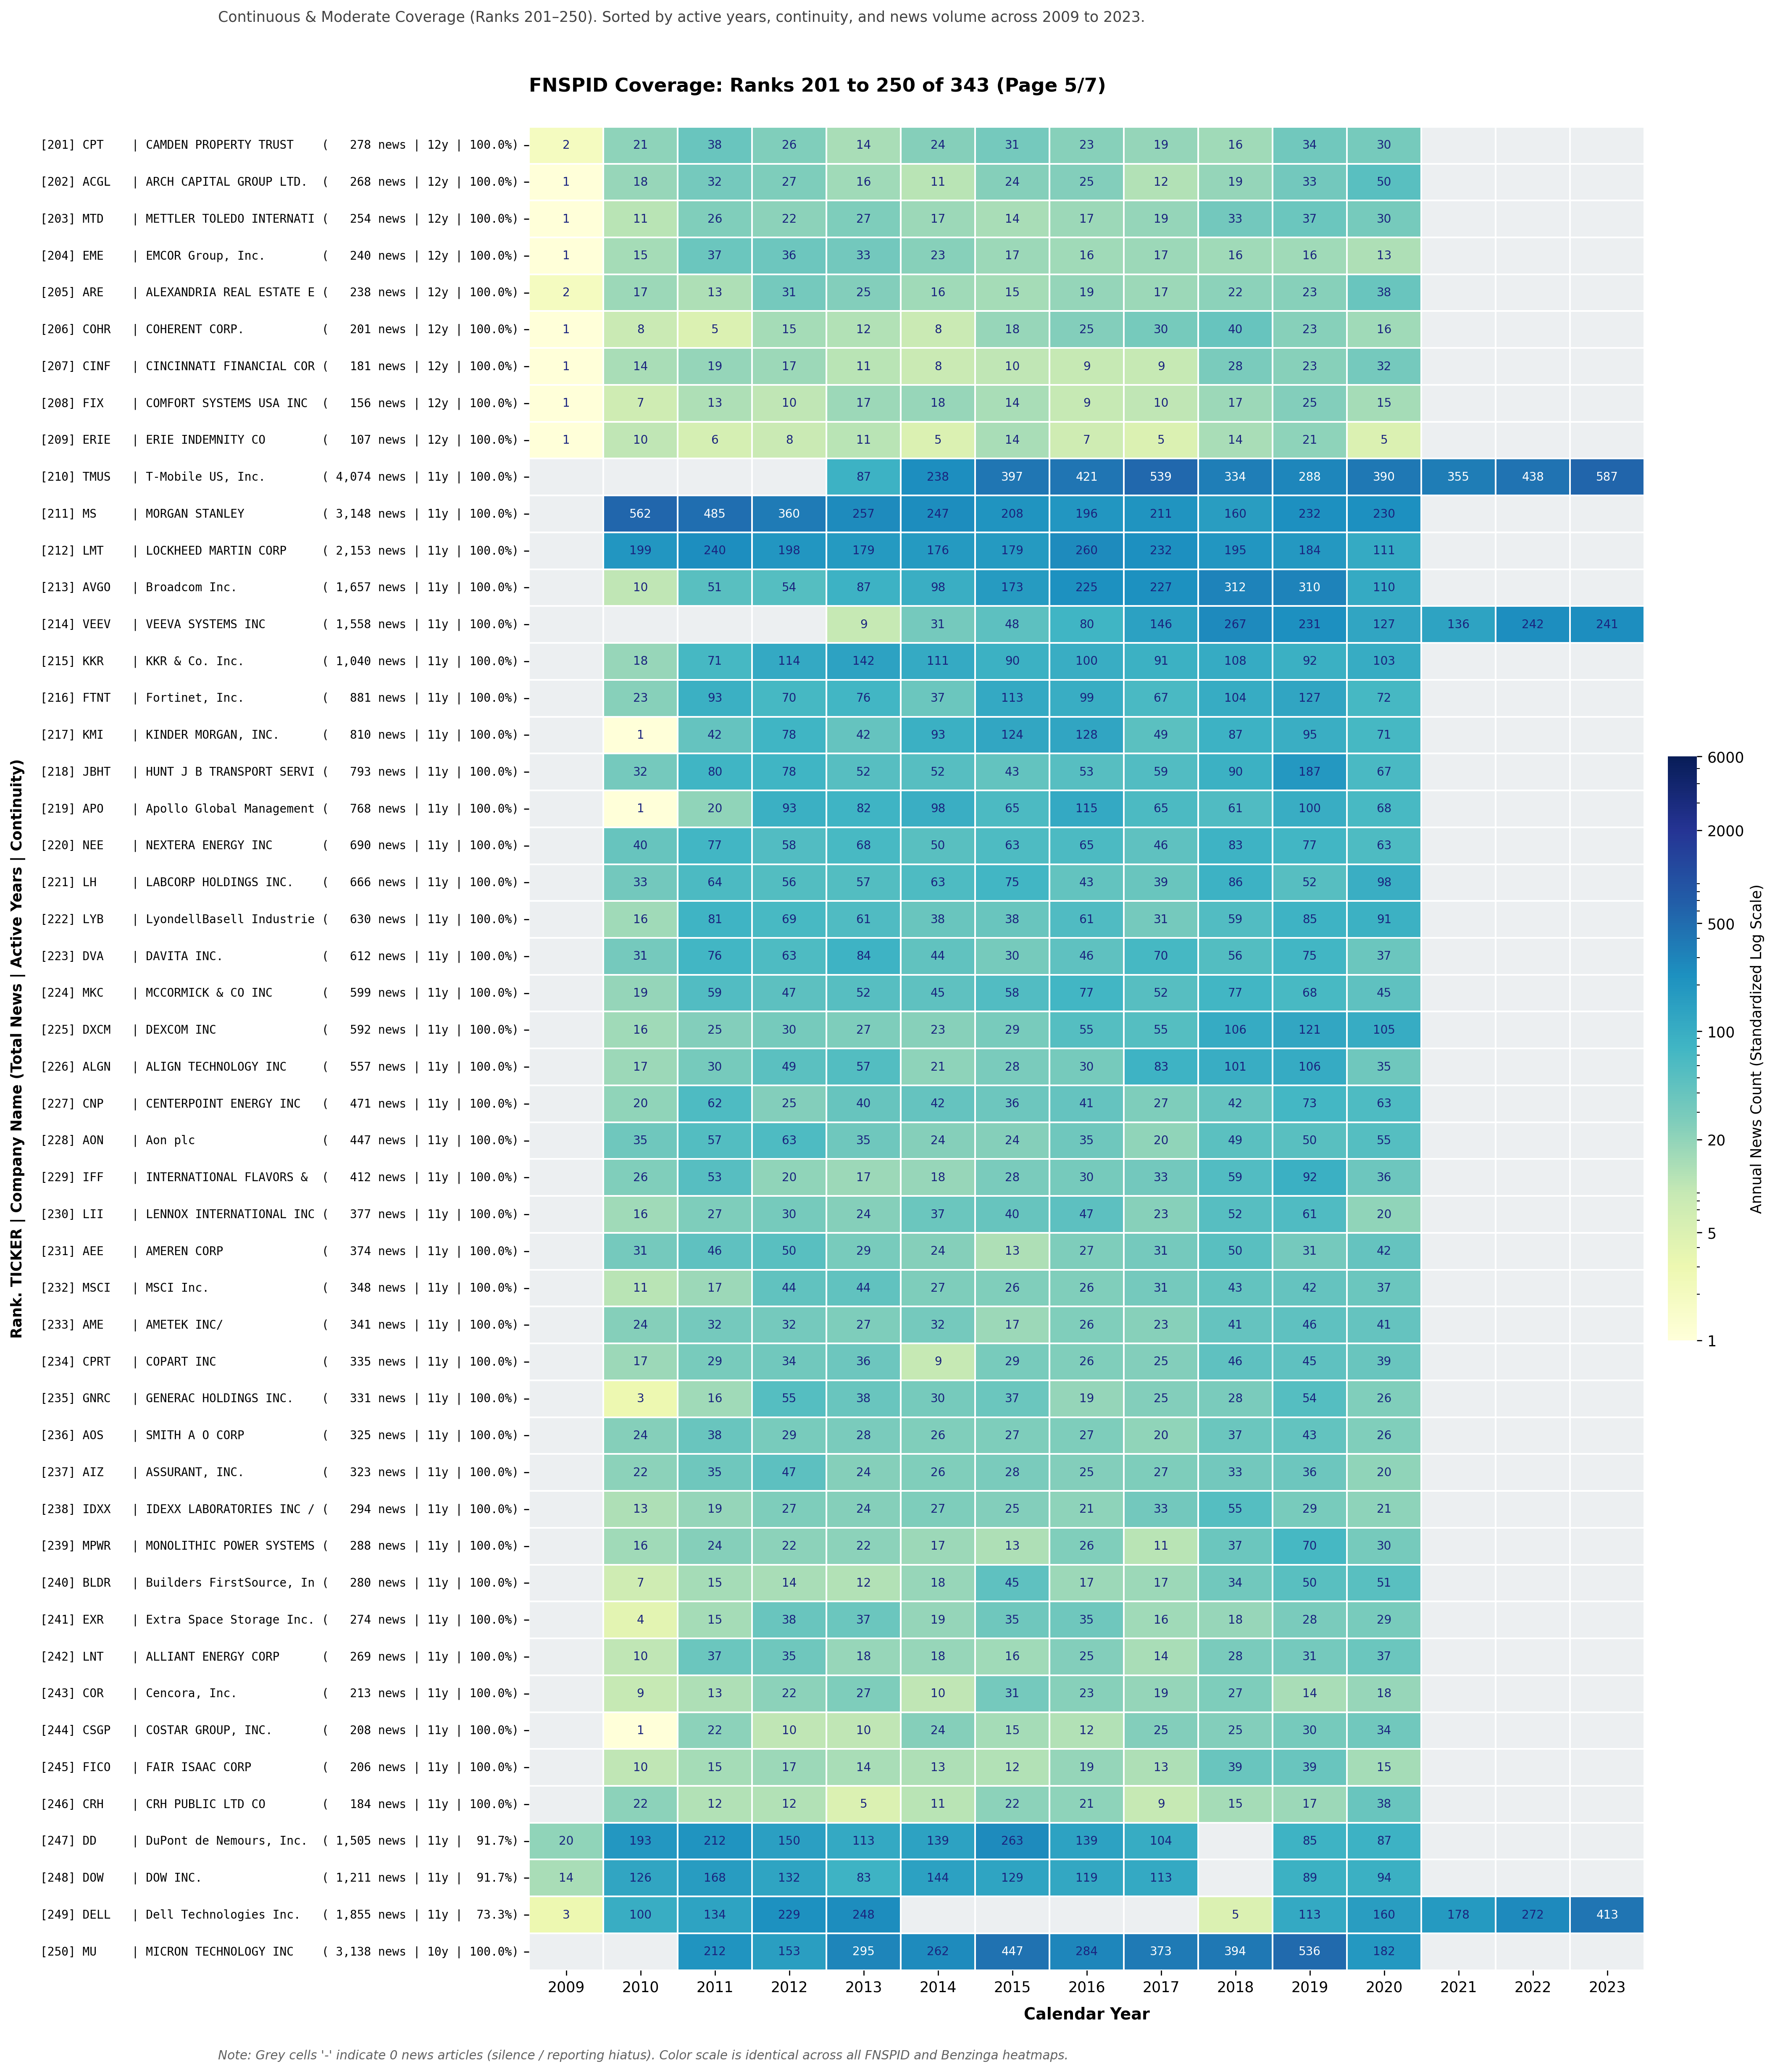 Continuous & Moderate Coverage (Ranks 201–250). Sorted by active years, continuity, and news volume across 2009 to 2023.
FNSPID Coverage: Ranks 201 to 250 of 343 (Page 5/7)
Rank. TICKER | Company Name (Total News | Active Years | Continuity)
[201] CPT | CAMDEN PROPERTY TRUST ( 278 news | 12y | 100.0%) 2 21 38 26 14 24 31 23 19 16 34 30
[202] ACGL | ARCH CAPITAL GROUP LTD. ( 268 news | 12y | 100.0%) 1 18 32 27 16 11 24 25 12 19 33 50
[203] MTD | METTLER TOLEDO INTERNATI ( 254 news | 12y | 100.0%) 1 11 26 22 27 17 14 17 19 33 37 30
[204] EME | EMCOR Group, Inc. ( 240 news | 12y | 100.0%) 1 15 37 36 33 23 17 16 17 16 16 13
[205] ARE | ALEXANDRIA REAL ESTATE E ( 238 news | 12y | 100.0%) 2 17 13 31 25 16 15 19 17 22 23 38
[206] COHR | COHERENT CORP. ( 201 news | 12y | 100.0%) 1 8 5 15 12 8 18 25 30 40 23 16
[207] CINF | CINCINNATI FINANCIAL COR ( 181 news | 12y | 100.0%) 1 14 19 17 11 8 10 9 9 28 23 32
[208] FIX | COMFORT SYSTEMS USA INC ( 156 news | 12y | 100.0%) 1 7 13 10 17 18 14 9 10 17 25 15
[209] ERIE | ERIE INDEMNITY CO ( 107 news | 12y | 100.0%) 1 10 6 8 11 5 14 7 5 14 21 5
[210] TMUS | T-Mobile US, Inc. ( 4,074 news | 11y | 100.0%) 87 238 397 421 539 334 288 390 355 438 587
[211] MS | MORGAN STANLEY ( 3,148 news | 11y | 100.0%) 562 485 360 257 247 208 196 211 160 232 230
[212] LMT | LOCKHEED MARTIN CORP ( 2,153 news | 11y | 100.0%) 199 240 198 179 176 179 260 232 195 184 111
[213] AVGO | Broadcom Inc. ( 1,657 news | 11y | 100.0%) 10 51 54 87 98 173 225 227 312 310 110
[214] VEEV | VEEVA SYSTEMS INC ( 1,558 news | 11y | 100.0%) 9 31 48 80 146 267 231 127 136 242 241
[215] KKR | KKR & Co. Inc. ( 1,040 news | 11y | 100.0%) 18 71 114 142 111 90 100 91 108 92 103
[216] FTNT | Fortinet, Inc. ( 881 news | 11y | 100.0%) 23 93 70 76 37 113 99 67 104 127 72
[217] KMI | KINDER MORGAN, INC. ( 810 news | 11y | 100.0%) 1 42 78 42 93 124 128 49 87 95 71
[218] JBHT | HUNT J B TRANSPORT SERVI ( 793 news | 11y | 100.0%) 32 80 78 52 52 43 53 59 90 187 67
[219] APO | Apollo Global Management ( 768 news | 11y | 100.0%) 1 20 93 82 98 65 115 65 61 100 68
[220] NEE | NEXTERA ENERGY INC ( 690 news | 11y | 100.0%) 40 77 58 68 50 63 65 46 83 77 63
[221] LH | LABCORP HOLDINGS INC. ( 666 news | 11y | 100.0%) 33 64 56 57 63 75 43 39 86 52 98
[222] LYB | LyondellBasell Industrie ( 630 news | 11y | 100.0%) 16 81 69 61 38 38 61 31 59 85 91
[223] DVA | DAVITA INC. ( 612 news | 11y | 100.0%) 31 76 63 84 44 30 46 70 56 75 37
[224] MKC | MCCORMICK & CO INC ( 599 news | 11y | 100.0%) 19 59 47 52 45 58 77 52 77 68 45
[225] DXCM | DEXCOM INC ( 592 news | 11y | 100.0%) 16 25 30 27 23 29 55 55 106 121 105
[226] ALGN | ALIGN TECHNOLOGY INC ( 557 news | 11y | 100.0%) 17 30 49 57 21 28 30 83 101 106 35
[227] CNP | CENTERPOINT ENERGY INC ( 471 news | 11y | 100.0%) 20 62 25 40 42 36 41 27 42 73 63
[228] AON | Aon plc ( 447 news | 11y | 100.0%) 35 57 63 35 24 24 35 20 49 50 55
[229] IFF | INTERNATIONAL FLAVORS & ( 412 news | 11y | 100.0%) 26 53 20 17 18 28 30 33 59 92 36
[230] LII | LENNOX INTERNATIONAL INC ( 377 news | 11y | 100.0%) 16 27 30 24 37 40 47 23 52 61 20
[231] AEE | AMEREN CORP ( 374 news | 11y | 100.0%) 31 46 50 29 24 13 27 31 50 31 42
[232] MSCI | MSCI Inc. ( 348 news | 11y | 100.0%) 11 17 44 44 27 26 26 31 43 42 37
[233] AME | AMETEK INC/ ( 341 news | 11y | 100.0%) 24 32 32 27 32 17 26 23 41 46 41
[234] CPRT | COPART INC ( 335 news | 11y | 100.0%) 17 29 34 36 9 29 26 25 46 45 39
[235] GNRC | GENERAC HOLDINGS INC. ( 331 news | 11y | 100.0%) 3 16 55 38 30 37 19 25 28 54 26
[236] AOS | SMITH A O CORP ( 325 news | 11y | 100.0%) 24 38 29 28 26 27 27 20 37 43 26
[237] AIZ | ASSURANT, INC. ( 323 news | 11y | 100.0%) 22 35 47 24 26 28 25 27 33 36 20
[238] IDXX | IDEXX LABORATORIES INC / ( 294 news | 11y | 100.0%) 13 19 27 24 27 25 21 33 55 29 21
[239] MPWR | MONOLITHIC POWER SYSTEMS ( 288 news | 11y | 100.0%) 16 24 22 22 17 13 26 11 37 70 30
[240] BLDR | Builders FirstSource, In ( 280 news | 11y | 100.0%) 7 15 14 12 18 45 17 17 34 50 51
[241] EXR | Extra Space Storage Inc. ( 274 news | 11y | 100.0%) 4 15 38 37 19 35 35 16 18 28 29
[242] LNT | ALLIANT ENERGY CORP ( 269 news | 11y | 100.0%) 10 37 35 18 18 16 25 14 28 31 37
[243] COR | Cencora, Inc. ( 213 news | 11y | 100.0%) 9 13 22 27 10 31 23 19 27 14 18
[244] CSGP | COSTAR GROUP, INC. ( 208 news | 11y | 100.0%) 1 22 10 10 24 15 12 25 25 30 34
[245] FICO | FAIR ISAAC CORP ( 206 news | 11y | 100.0%) 10 15 17 14 13 12 19 13 39 39 15
[246] CRH | CRH PUBLIC LTD CO ( 184 news | 11y | 100.0%) 22 12 12 5 11 22 21 9 15 17 38
[247] DD | DuPont de Nemours, Inc. ( 1,505 news | 11y | 91.7%) 20 193 212 150 113 139 263 139 104 85 87
[248] DOW | DOW INC. ( 1,211 news | 11y | 91.7%) 14 126 168 132 83 144 129 119 113 89 94
[249] DELL | Dell Technologies Inc. ( 1,855 news | 11y | 73.3%) 3 100 134 229 248 5 113 160 178 272 413
[250] MU | MICRON TECHNOLOGY INC ( 3,138 news | 10y | 100.0%) 212 153 295 262 447 284 373 394 536 182
2009 2010 2011 2012 2013 2014 2015 2016 2017 2018 2019 2020 2021 2022 2023
Calendar Year
6000
2000
500
100
20
5
1
Annual News Count (Standardized Log Scale)
Note: Grey cells '-' indicate 0 news articles (silence / reporting hiatus). Color scale is identical across all FNSPID and Benzinga heatmaps.